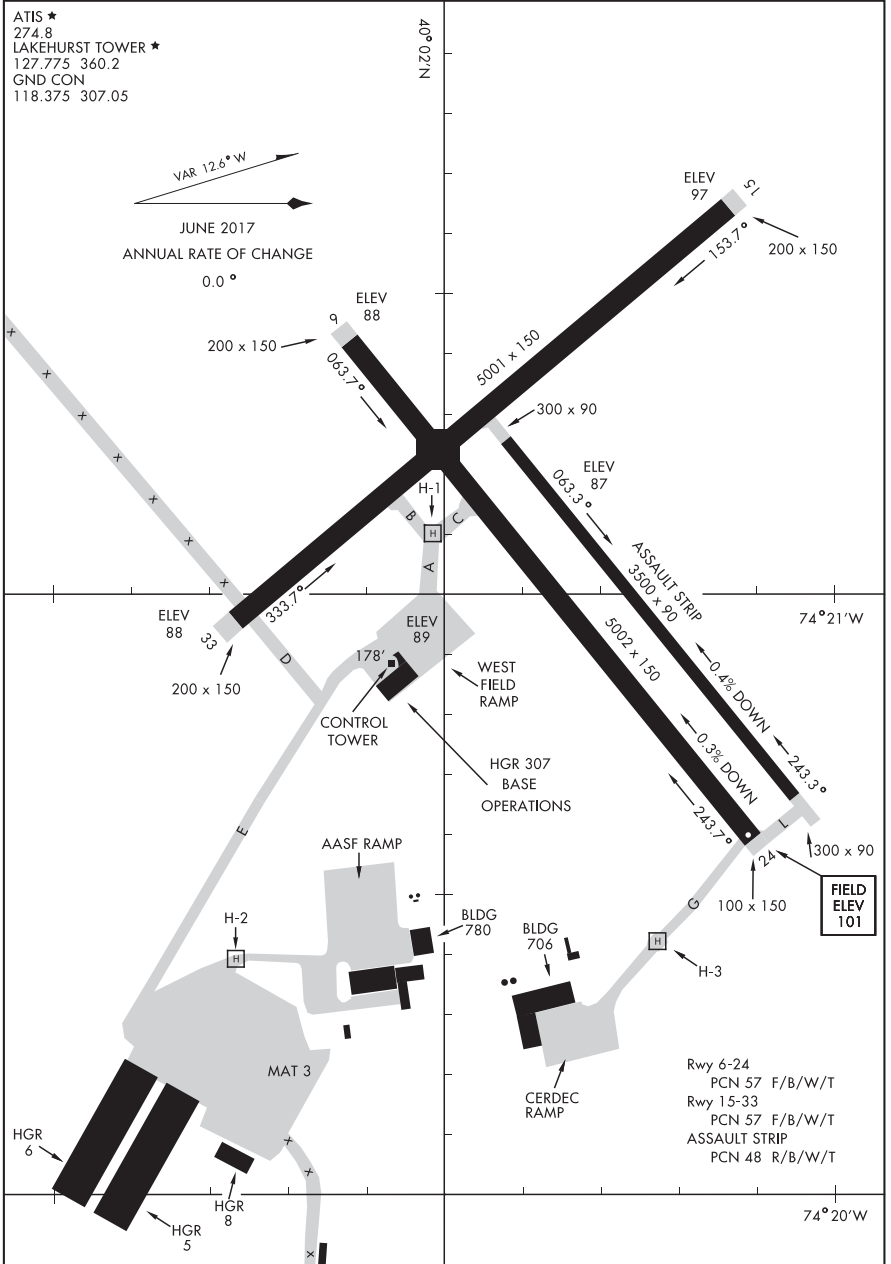 ATIS ★
274.8
LAKEHURST TOWER ★
127.775 360.2
GND CON
118.375 307.05
40°02'N
VAR 12.6° W
JUNE 2017
ANNUAL RATE OF CHANGE
0.0 °
ELEV
97
15
153.7°
200 x 150
ELEV
88
6
200 x 150
063.7°
5001 x 150
300 x 90
ELEV
87
063.3°
H-1
B
C
H
A
ASSAULT STRIP
3500 x 90
x
x
x
x
x
x
x
333.7°
ELEV
88
33
200 x 150
D
ELEV
89
178'
74°21'W
5002 x 150
WEST
FIELD
RAMP
CONTROL
TOWER
0.4% DOWN
0.3% DOWN
243.3°
243.7°
HGR 307
BASE
OPERATIONS
E
AASF RAMP
L
24
300 x 90
100 x 150
FIELD
ELEV
101
G
H-2
H
BLDG
780
BLDG
706
H
H-3
MAT 3
CERDEC
RAMP
Rwy 6-24
PCN 57 F/B/W/T
Rwy 15-33
PCN 57 F/B/W/T
ASSAULT STRIP
PCN 48 R/B/W/T
HGR
6
x
x
x
HGR
8
HGR
5
74°20'W